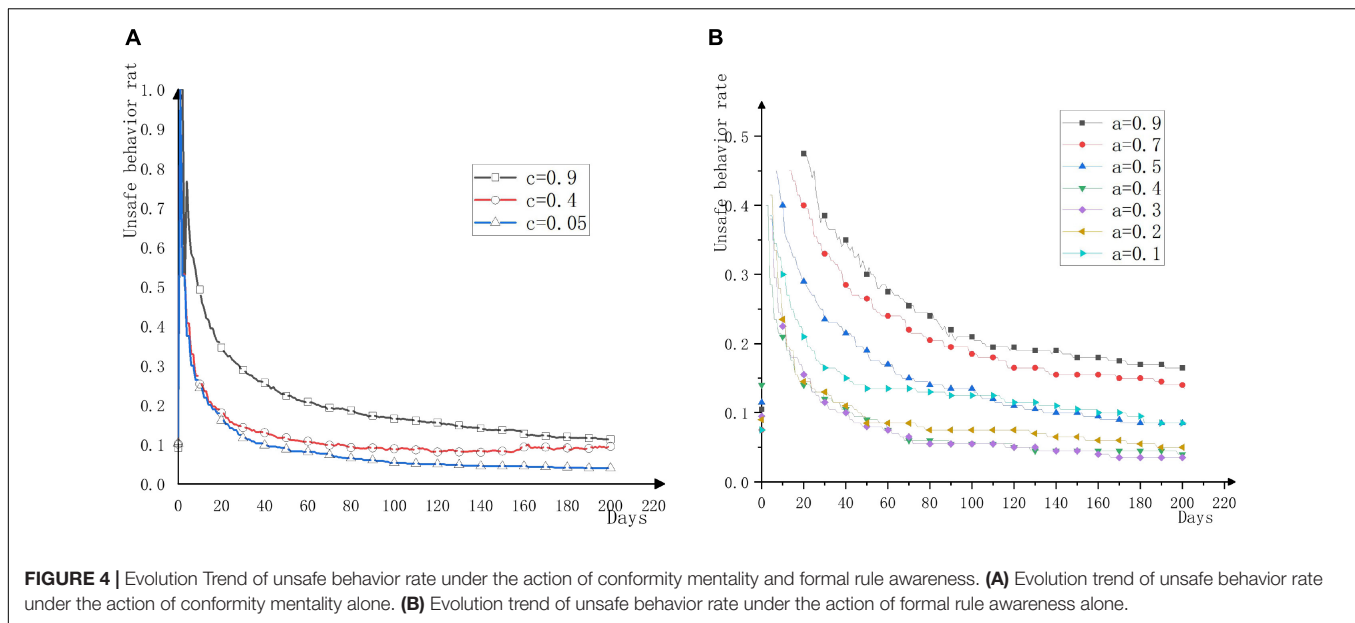 A
Unsafe behavior rat
1.0
0.9
0.8
0.7
0.6
0.5
0.4
0.3
0.2
0.1
0.0
0 20 40 60 80 100 120 140 160 180 200 220
Days
c=0.9
c=0.4
c=0.05
B
Unsafe behavior rate
0.5
0.4
0.3
0.2
0.1
0.0
0 20 40 60 80 100 120 140 160 180 200 220
Days
a=0.9
a=0.7
a=0.5
a=0.4
a=0.3
a=0.2
a=0.1
FIGURE 4 | Evolution Trend of unsafe behavior rate under the action of conformity mentality and formal rule awareness. (A) Evolution trend of unsafe behavior rate
under the action of conformity mentality alone. (B) Evolution trend of unsafe behavior rate under the action of formal rule awareness alone.